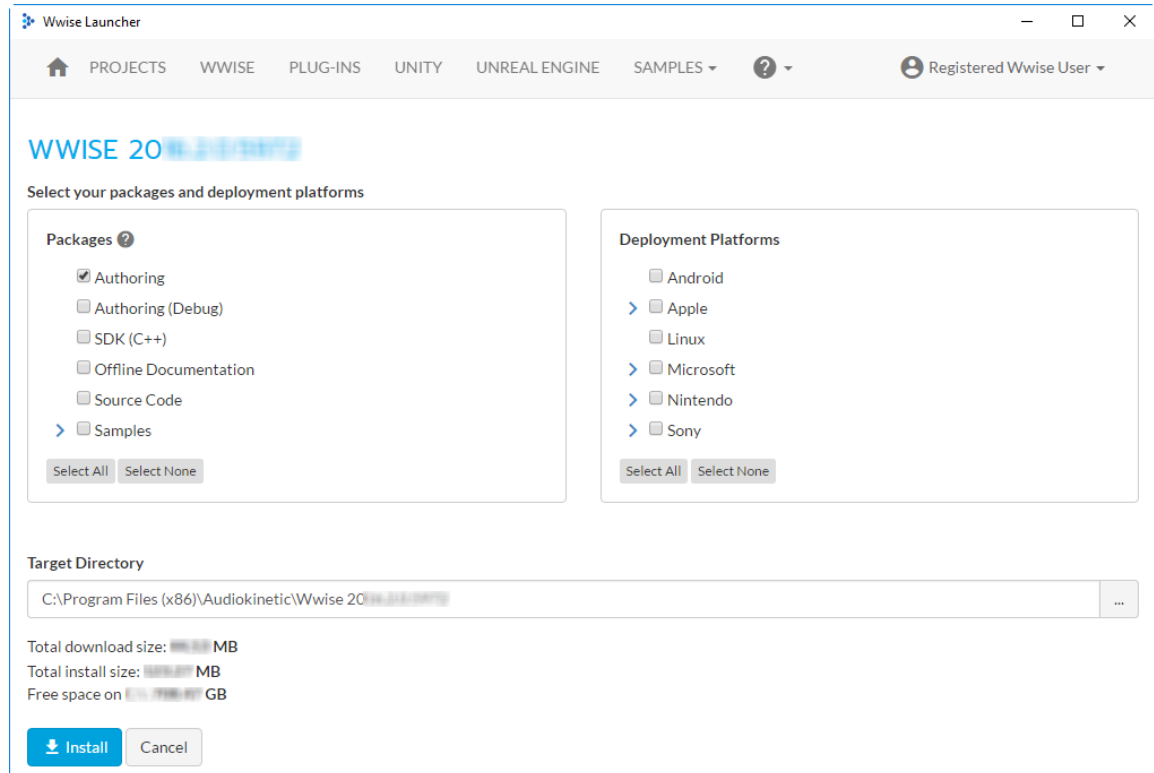 Wwise Launcher
PROJECTS WWISE PLUG-INS UNITY UNREAL ENGINE SAMPLES ? Registered Wwise User
WWISE 20
Select your packages and deployment platforms
Packages ?
Authoring
Authoring (Debug)
SDK (C++)
Offline Documentation
Source Code
Samples
Select All Select None
Deployment Platforms
Android
Apple
Linux
Microsoft
Nintendo
Sony
Select All Select None
Target Directory
C:\Program Files (x86)\Audiokinetic\Wwise 20
...
Total download size: MB
Total install size: MB
Free space on GB
Install Cancel